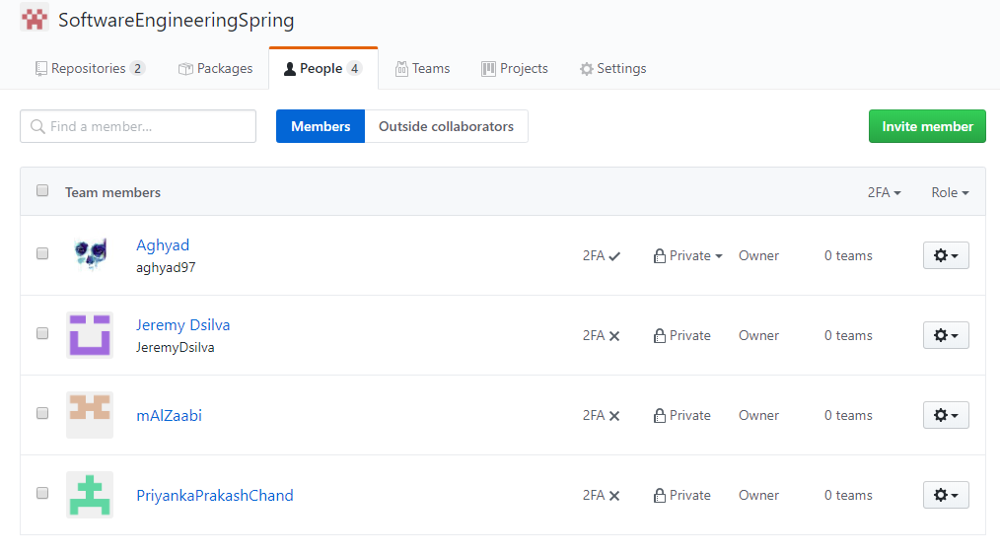 SoftwareEngineeringSpring
Repositories 2 Packages People 4 Teams Projects Settings
Find a member... Members Outside collaborators Invite member
Team members 2FA Role
Aghyad
aghyad97
2FA Private Owner 0 teams
Jeremy Dsilva
JeremyDsilva
2FA Private Owner 0 teams
mAlZaabi 2FA Private Owner 0 teams
PriyankaPrakashChand 2FA Private Owner 0 teams